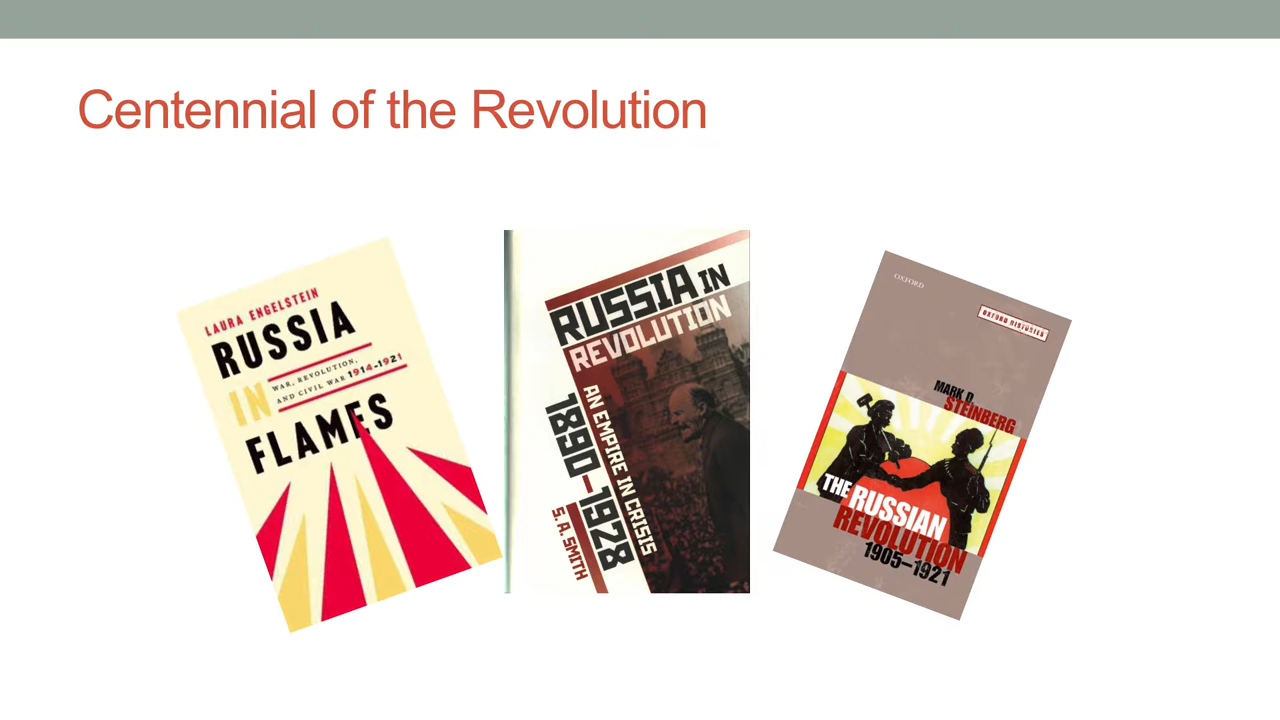 Centennial of the Revolution
LAURA ENGELSTEIN
RUSSIA
IN
WAR, REVOLUTION,
AND CIVIL WAR 1914-1921
FLAMES
RUSSIA IN
REVOLUTION
AN EMPIRE IN CRISIS
1890-1928
S. A. SMITH
OXFORD
OXFORD HISTORIES
MARK D.
STEINBERG
THE RUSSIAN
REVOLUTION
1905–1921